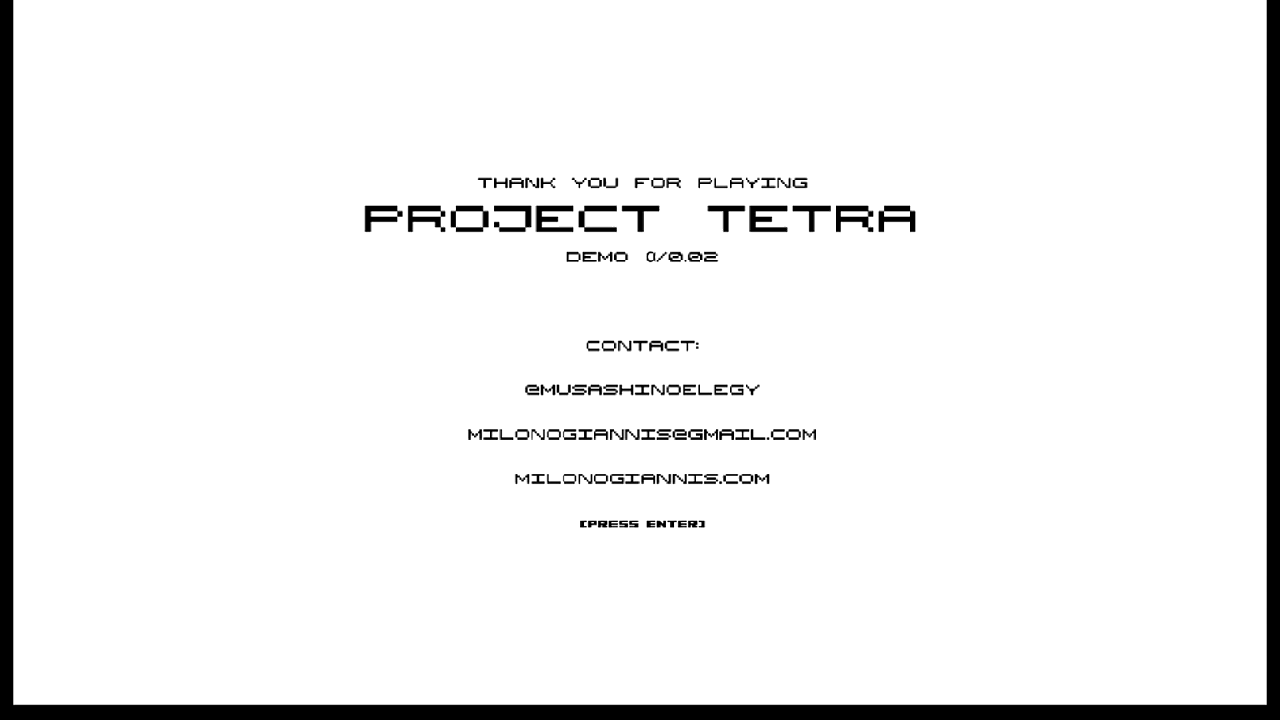 THANK YOU FOR PLAYING
PROJECT TETRA
DEMO 0/0.02
CONTACT:
@MUSASHINOELEGY
MILONOGIANNIS@GMAIL.COM
MILONOGIANNIS.COM
[PRESS ENTER]